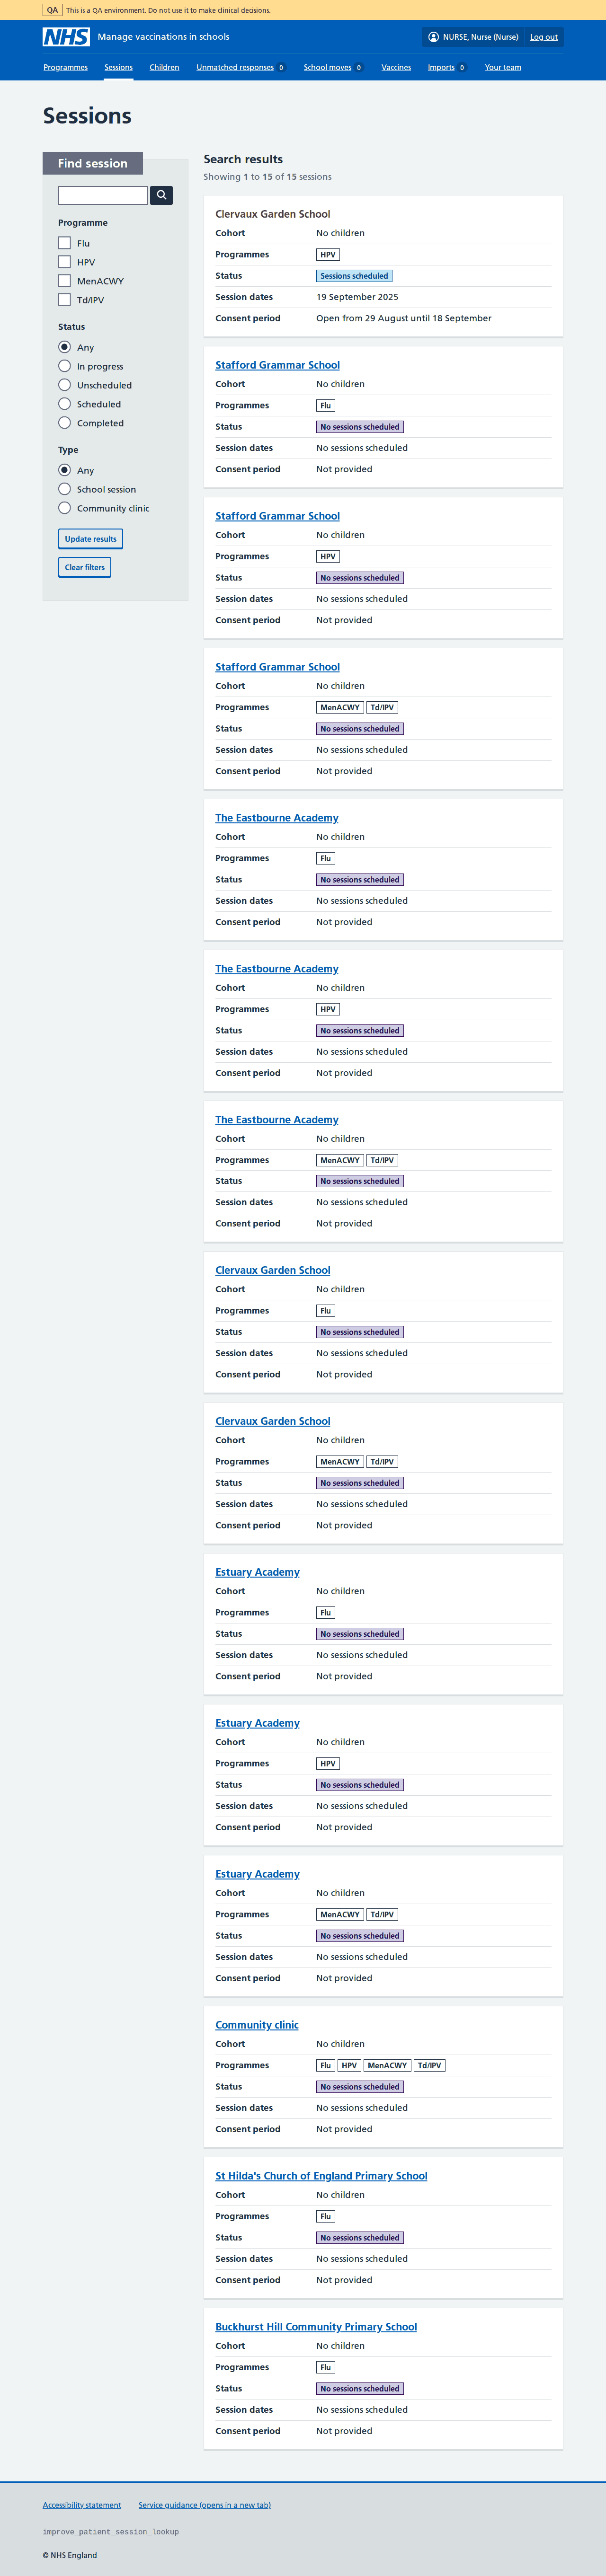 QA This is a QA environment. Do not use it to make clinical decisions.
NHS Manage vaccinations in schools NURSE, Nurse (Nurse) Log out
Programmes Sessions Children Unmatched responses 0 School moves 0 Vaccines Imports 0 Your team
Sessions
Find session
Programme
Flu
HPV
MenACWY
Td/IPV
Status
Any
In progress
Unscheduled
Scheduled
Completed
Type
Any
School session
Community clinic
Update results
Clear filters
Search results
Showing 1 to 15 of 15 sessions
Clervaux Garden School
Cohort No children
Programmes HPV
Status Sessions scheduled
Session dates 19 September 2025
Consent period Open from 29 August until 18 September
Stafford Grammar School
Cohort No children
Programmes Flu
Status No sessions scheduled
Session dates No sessions scheduled
Consent period Not provided
Stafford Grammar School
Cohort No children
Programmes HPV
Status No sessions scheduled
Session dates No sessions scheduled
Consent period Not provided
Stafford Grammar School
Cohort No children
Programmes MenACWY Td/IPV
Status No sessions scheduled
Session dates No sessions scheduled
Consent period Not provided
The Eastbourne Academy
Cohort No children
Programmes Flu
Status No sessions scheduled
Session dates No sessions scheduled
Consent period Not provided
The Eastbourne Academy
Cohort No children
Programmes HPV
Status No sessions scheduled
Session dates No sessions scheduled
Consent period Not provided
The Eastbourne Academy
Cohort No children
Programmes MenACWY Td/IPV
Status No sessions scheduled
Session dates No sessions scheduled
Consent period Not provided
Clervaux Garden School
Cohort No children
Programmes Flu
Status No sessions scheduled
Session dates No sessions scheduled
Consent period Not provided
Clervaux Garden School
Cohort No children
Programmes MenACWY Td/IPV
Status No sessions scheduled
Session dates No sessions scheduled
Consent period Not provided
Estuary Academy
Cohort No children
Programmes Flu
Status No sessions scheduled
Session dates No sessions scheduled
Consent period Not provided
Estuary Academy
Cohort No children
Programmes HPV
Status No sessions scheduled
Session dates No sessions scheduled
Consent period Not provided
Estuary Academy
Cohort No children
Programmes MenACWY Td/IPV
Status No sessions scheduled
Session dates No sessions scheduled
Consent period Not provided
Community clinic
Cohort No children
Programmes Flu HPV MenACWY Td/IPV
Status No sessions scheduled
Session dates No sessions scheduled
Consent period Not provided
St Hilda's Church of England Primary School
Cohort No children
Programmes Flu
Status No sessions scheduled
Session dates No sessions scheduled
Consent period Not provided
Buckhurst Hill Community Primary School
Cohort No children
Programmes Flu
Status No sessions scheduled
Session dates No sessions scheduled
Consent period Not provided
Accessibility statement Service guidance (opens in a new tab)
improve_patient_session_lookup
© NHS England